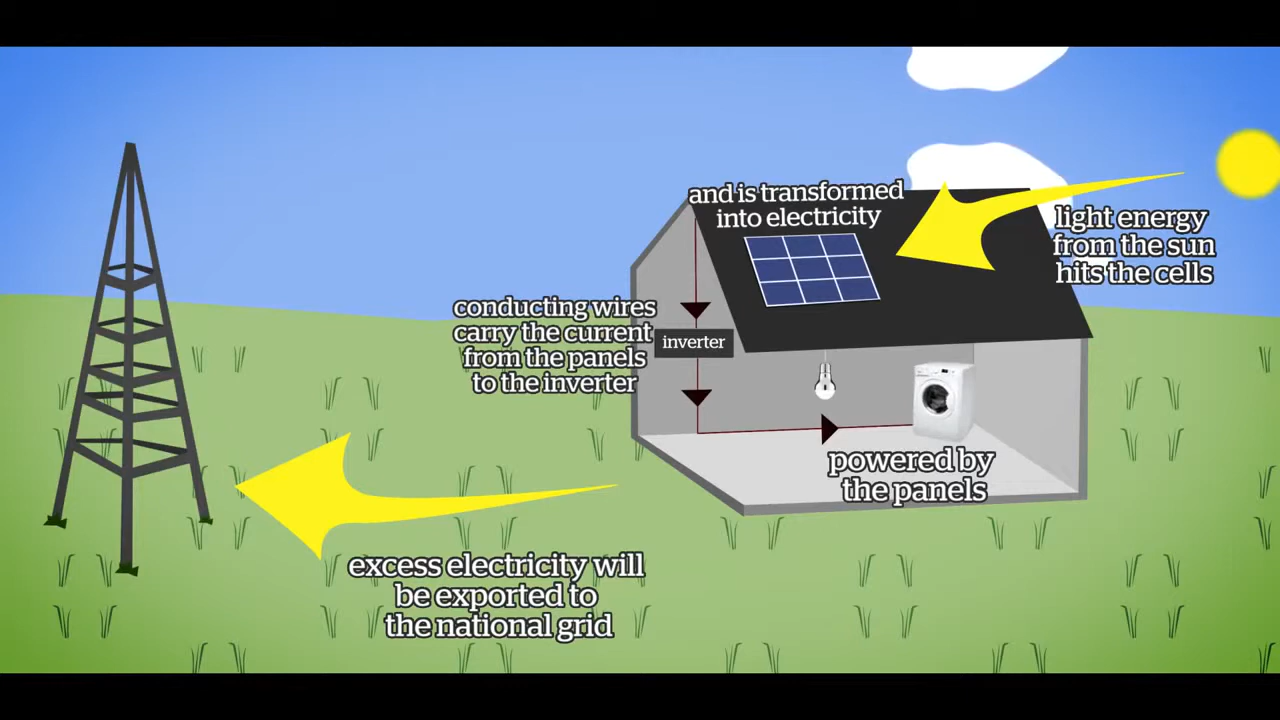 and is transformed
into electricity
light energy
from the sun
hits the cells
conducting wires
carry the current
from the panels
to the inverter
inverter
powered by
the panels
excess electricity will
be exported to
the national grid